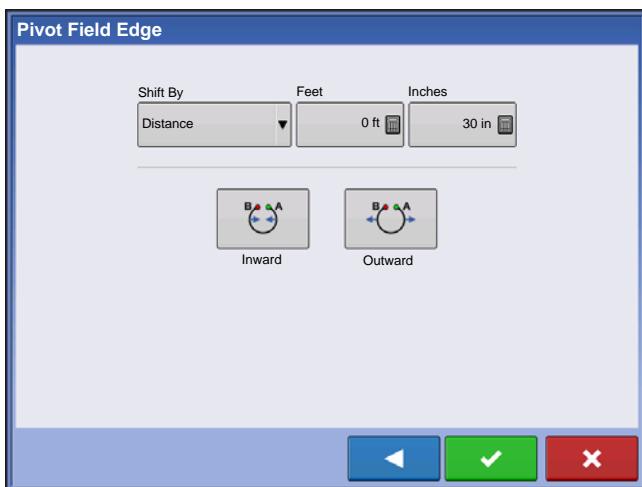 Pivot Field Edge
Shift By Feet Inches
Distance 0 ft 30 in
B A B A
Inward Outward